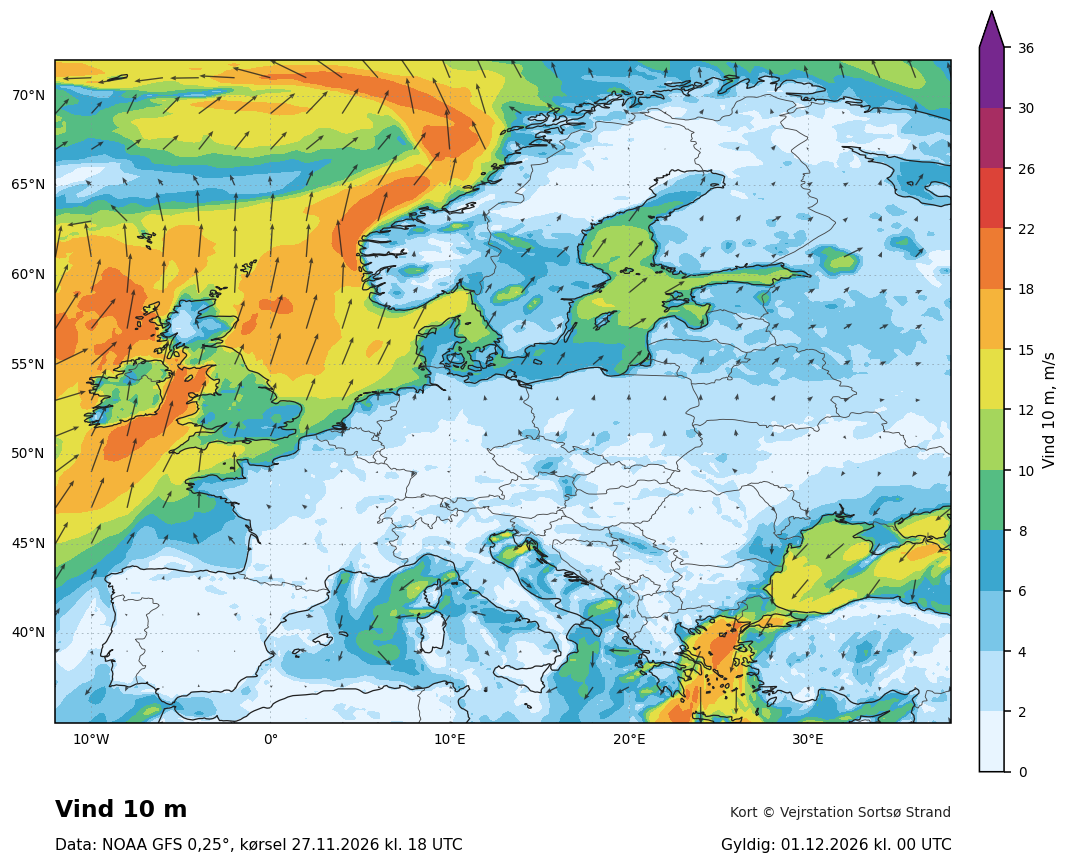 36
30
26
22
18
15
12
10
8
6
4
2
0
Vind 10 m, m/s
70°N
65°N
60°N
55°N
50°N
45°N
40°N
10°W
0°
10°E
20°E
30°E
Vind 10 m
Kort © Vejrstation Sortsø Strand
Data: NOAA GFS 0,25°, kørsel 27.11.2026 kl. 18 UTC
Gyldig: 01.12.2026 kl. 00 UTC